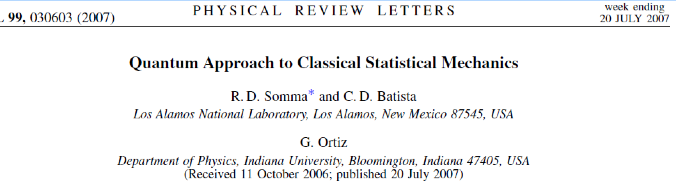 L 99, 030603 (2007)
PHYSICAL REVIEW LETTERS
week ending
20 JULY 2007
Quantum Approach to Classical Statistical Mechanics
R. D. Somma* and C. D. Batista
Los Alamos National Laboratory, Los Alamos, New Mexico 87545, USA
G. Ortiz
Department of Physics, Indiana University, Bloomington, Indiana 47405, USA
(Received 11 October 2006; published 20 July 2007)